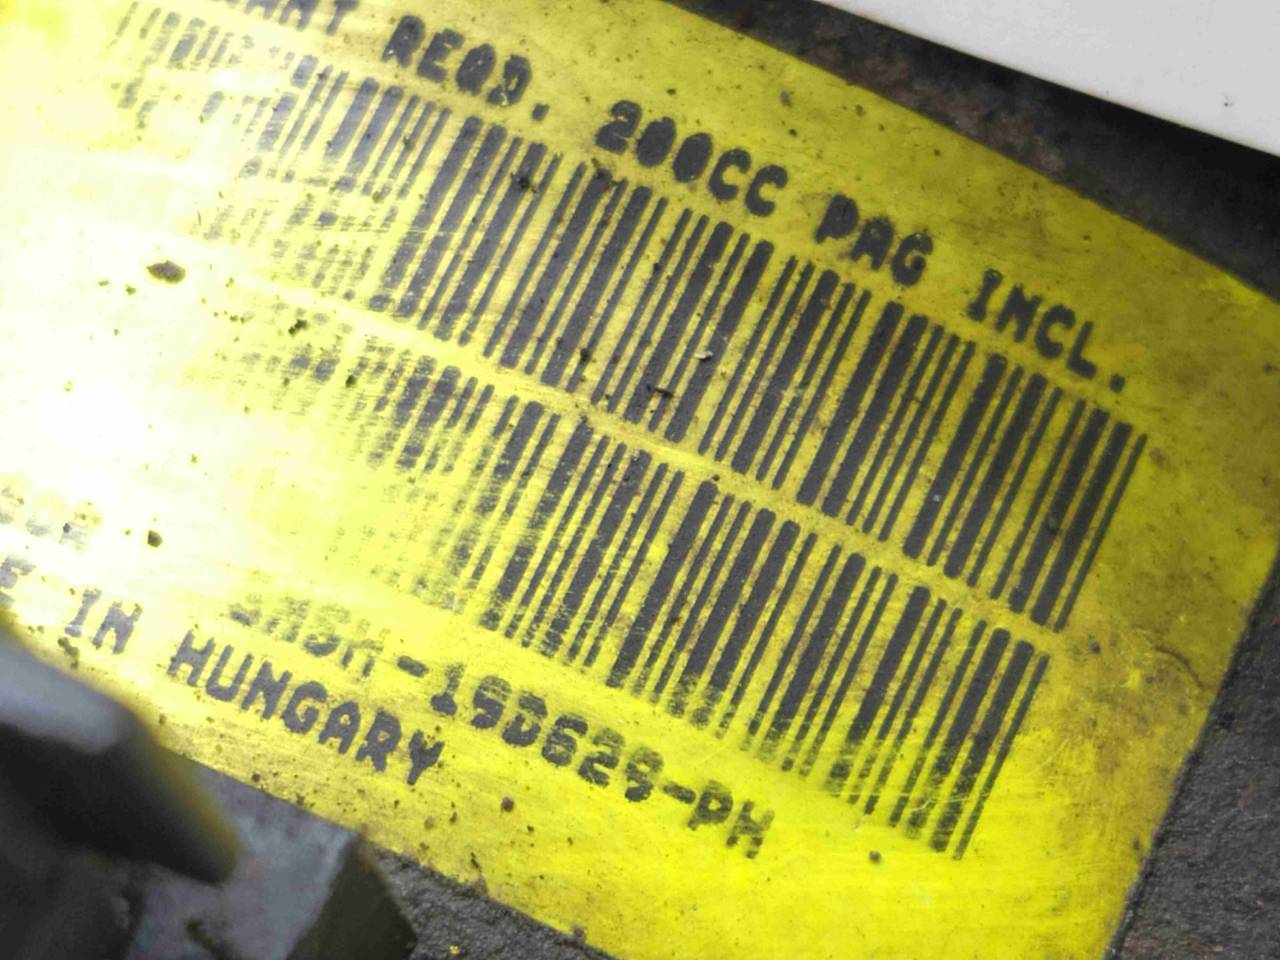 REQD. 200CC PAG INCL.
-19D629-PH
IN HUNGARY